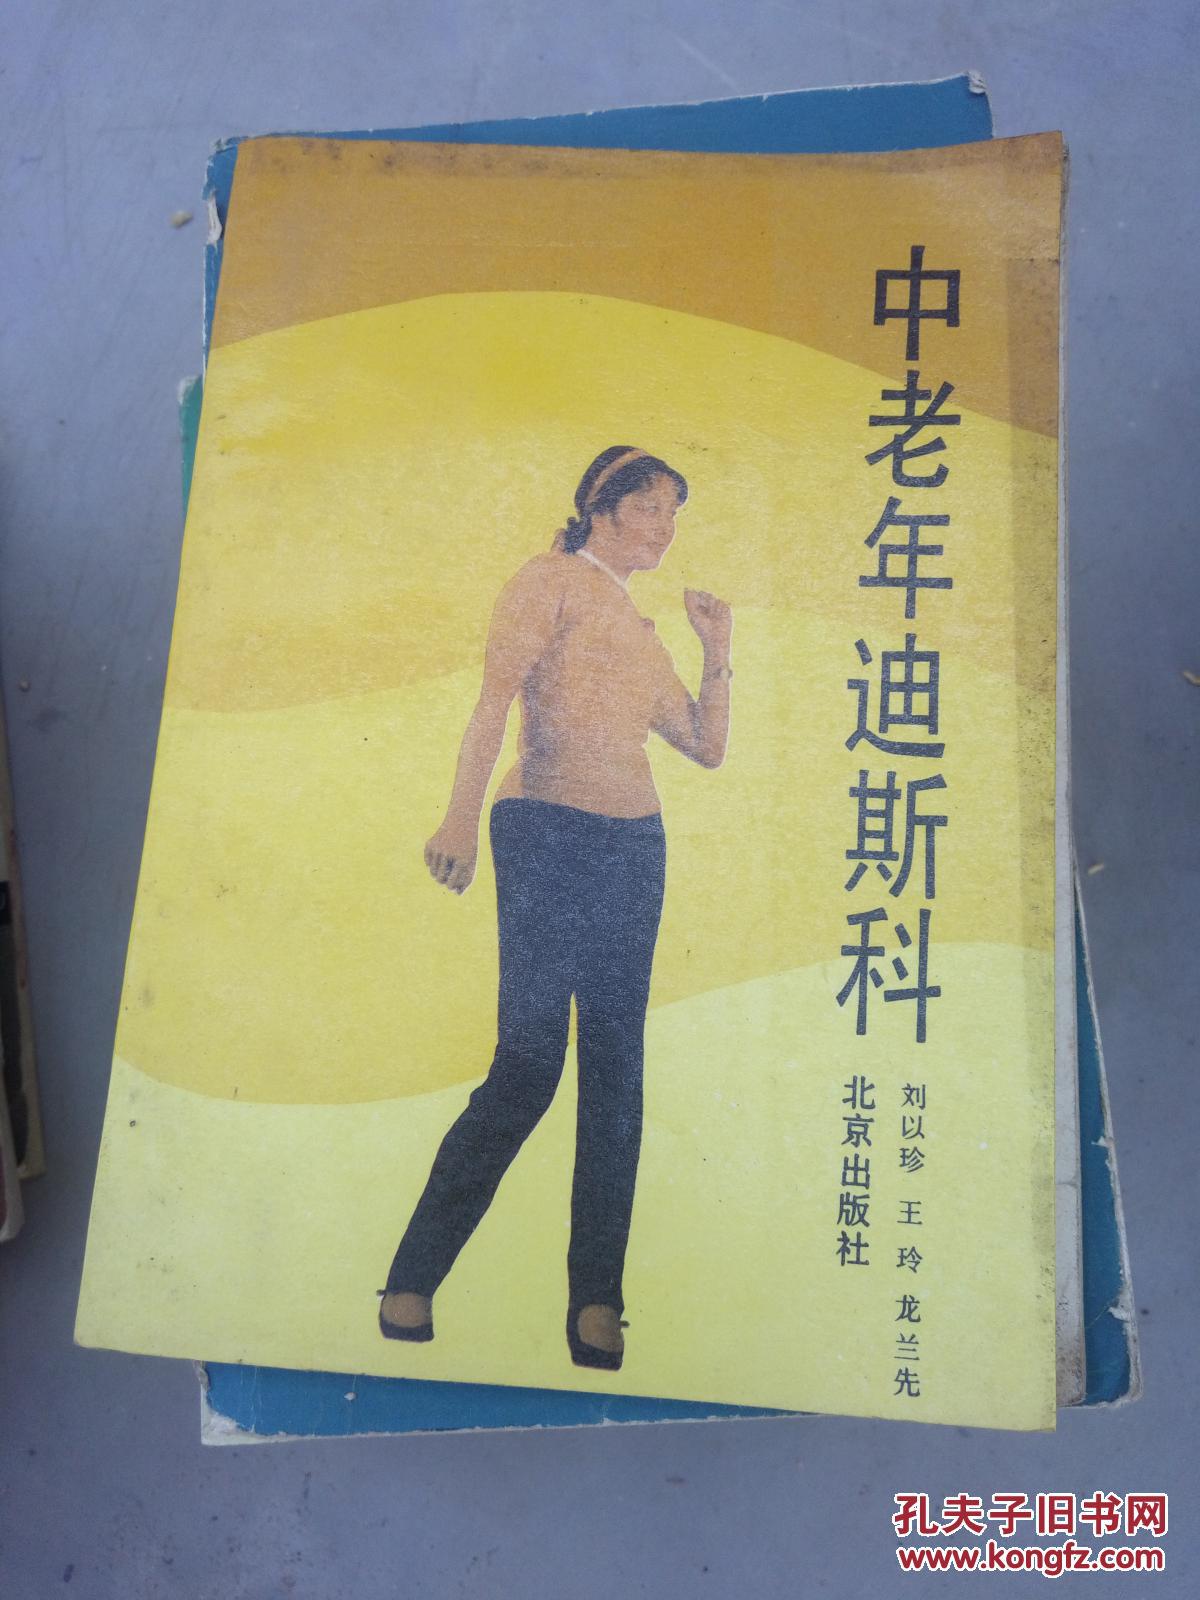 中老年迪斯科
刘以珍 王玲 龙兰先
北京出版社
孔夫子旧书网
www.kongfz.com